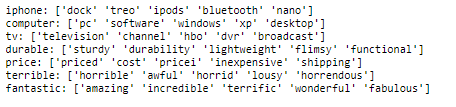 iphone: ['dock' 'treo' 'ipods' 'bluetooth' 'nano']
computer: ['pc' 'software' 'windows' 'xp' 'desktop']
tv: ['television' 'channel' 'hbo' 'dvr' 'broadcast']
durable: ['sturdy' 'durability' 'lightweight' 'flimsy' 'functional']
price: ['priced' 'cost' 'pricei' 'inexpensive' 'shipping']
terrible: ['horrible' 'awful' 'horrid' 'lousy' 'horrendous']
fantastic: ['amazing' 'incredible' 'terrific' 'wonderful' 'fabulous']